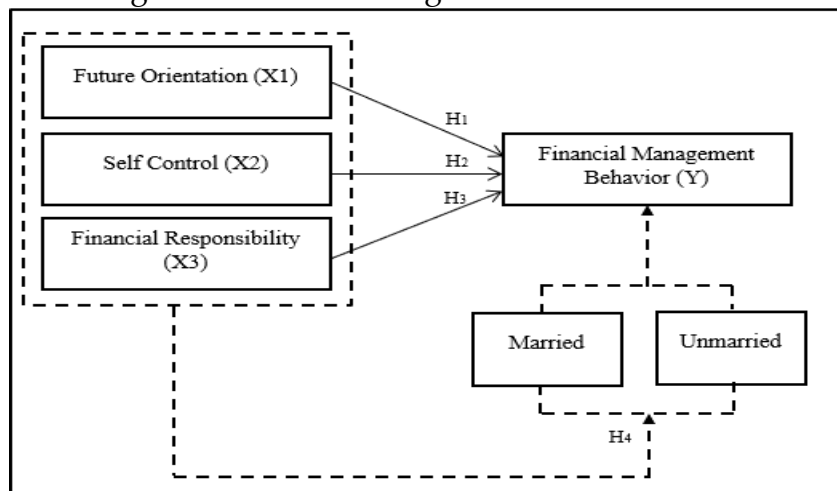 Future Orientation (X1)
Self Control (X2)
Financial Responsibility
(X3)
H1
H2
H3
Financial Management
Behavior (Y)
Married
Unmarried
H4